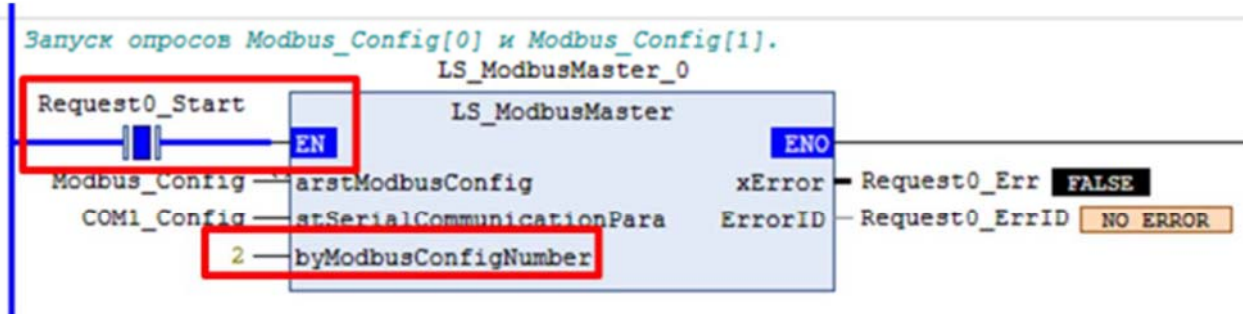 Запуск опросов Modbus_Config[0] и Modbus_Config[1].
LS_ModbusMaster_0
Request0_Start
LS_ModbusMaster
EN
ENO
Modbus_Config arstModbusConfig xError Request0_Err FALSE
COM1_Config stSerialCommunicationPara ErrorID Request0_ErrID NO ERROR
2 byModbusConfigNumber